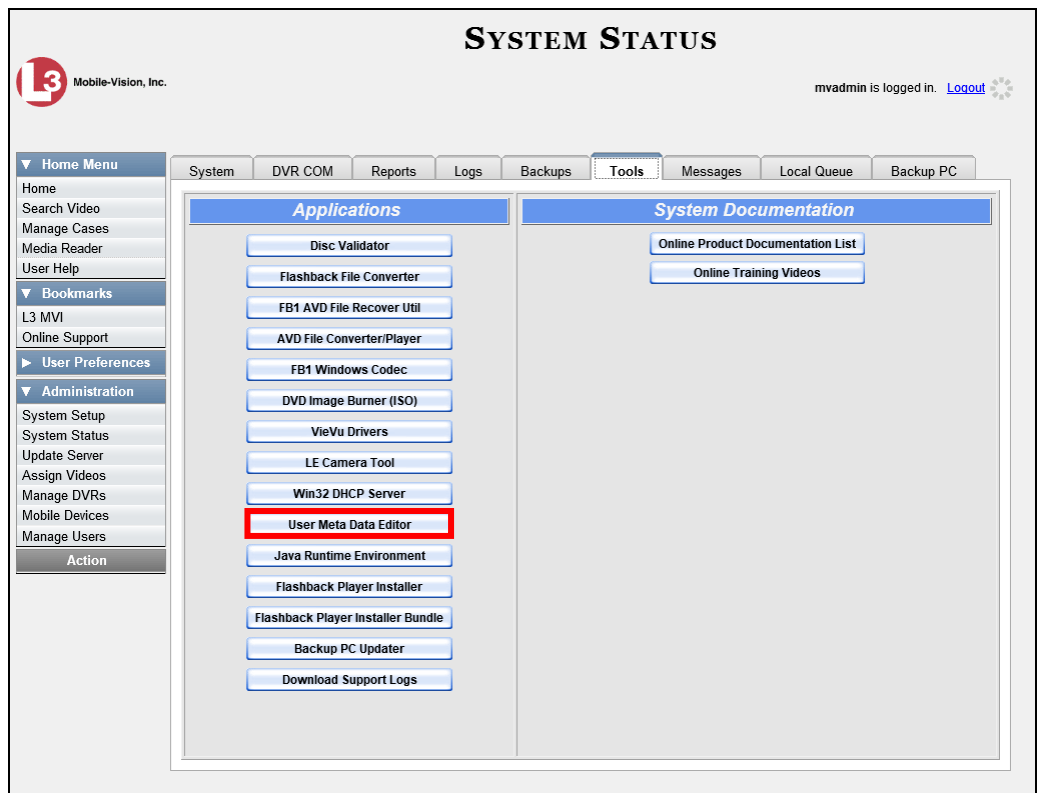 SYSTEM STATUS
L3 Mobile-Vision, Inc.
mvadmin is logged in. Logout
▼ Home Menu
Home
Search Video
Manage Cases
Media Reader
User Help
▼ Bookmarks
L3 MVI
Online Support
► User Preferences
▼ Administration
System Setup
System Status
Update Server
Assign Videos
Manage DVRs
Mobile Devices
Manage Users
Action
System DVR COM Reports Logs Backups Tools Messages Local Queue Backup PC
Applications
Disc Validator
Flashback File Converter
FB1 AVD File Recover Util
AVD File Converter/Player
FB1 Windows Codec
DVD Image Burner (ISO)
VieVu Drivers
LE Camera Tool
Win32 DHCP Server
User Meta Data Editor
Java Runtime Environment
Flashback Player Installer
Flashback Player Installer Bundle
Backup PC Updater
Download Support Logs
System Documentation
Online Product Documentation List
Online Training Videos